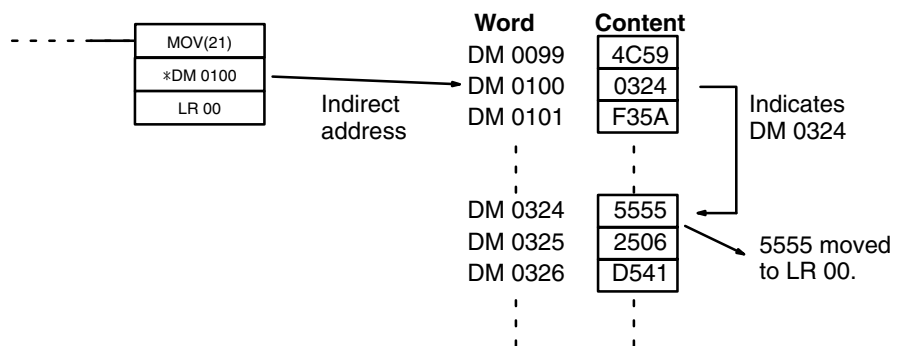 MOV(21)
*DM 0100
LR 00
Indirect
address
Word Content
DM 0099 4C59
DM 0100 0324
DM 0101 F35A
Indicates
DM 0324
DM 0324 5555
DM 0325 2506
DM 0326 D541
5555 moved
to LR 00.